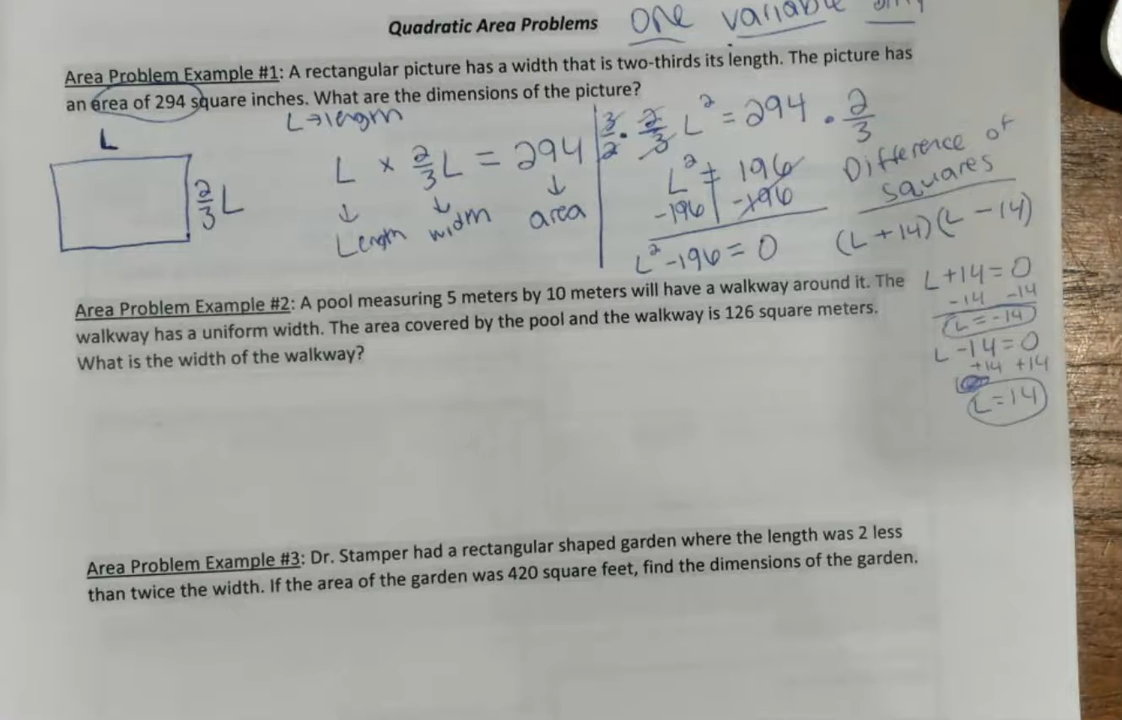 Quadratic Area Problems one variable only
Area Problem Example #1: A rectangular picture has a width that is two-thirds its length. The picture has
an area of 294 square inches. What are the dimensions of the picture?
L→length
L
2/3 L
L × 2/3 L = 294
↓ ↓ ↓
Length width area
3/2 · 2/3 L² = 294 · 2/3
L² = 196
-196 -196
L² -196 = 0
Difference of
squares
(L + 14)(L - 14)
L + 14 = 0
-14 -14
L = -14
L - 14 = 0
+14 +14
L = 14
Area Problem Example #2: A pool measuring 5 meters by 10 meters will have a walkway around it. The
walkway has a uniform width. The area covered by the pool and the walkway is 126 square meters.
What is the width of the walkway?
Area Problem Example #3: Dr. Stamper had a rectangular shaped garden where the length was 2 less
than twice the width. If the area of the garden was 420 square feet, find the dimensions of the garden.